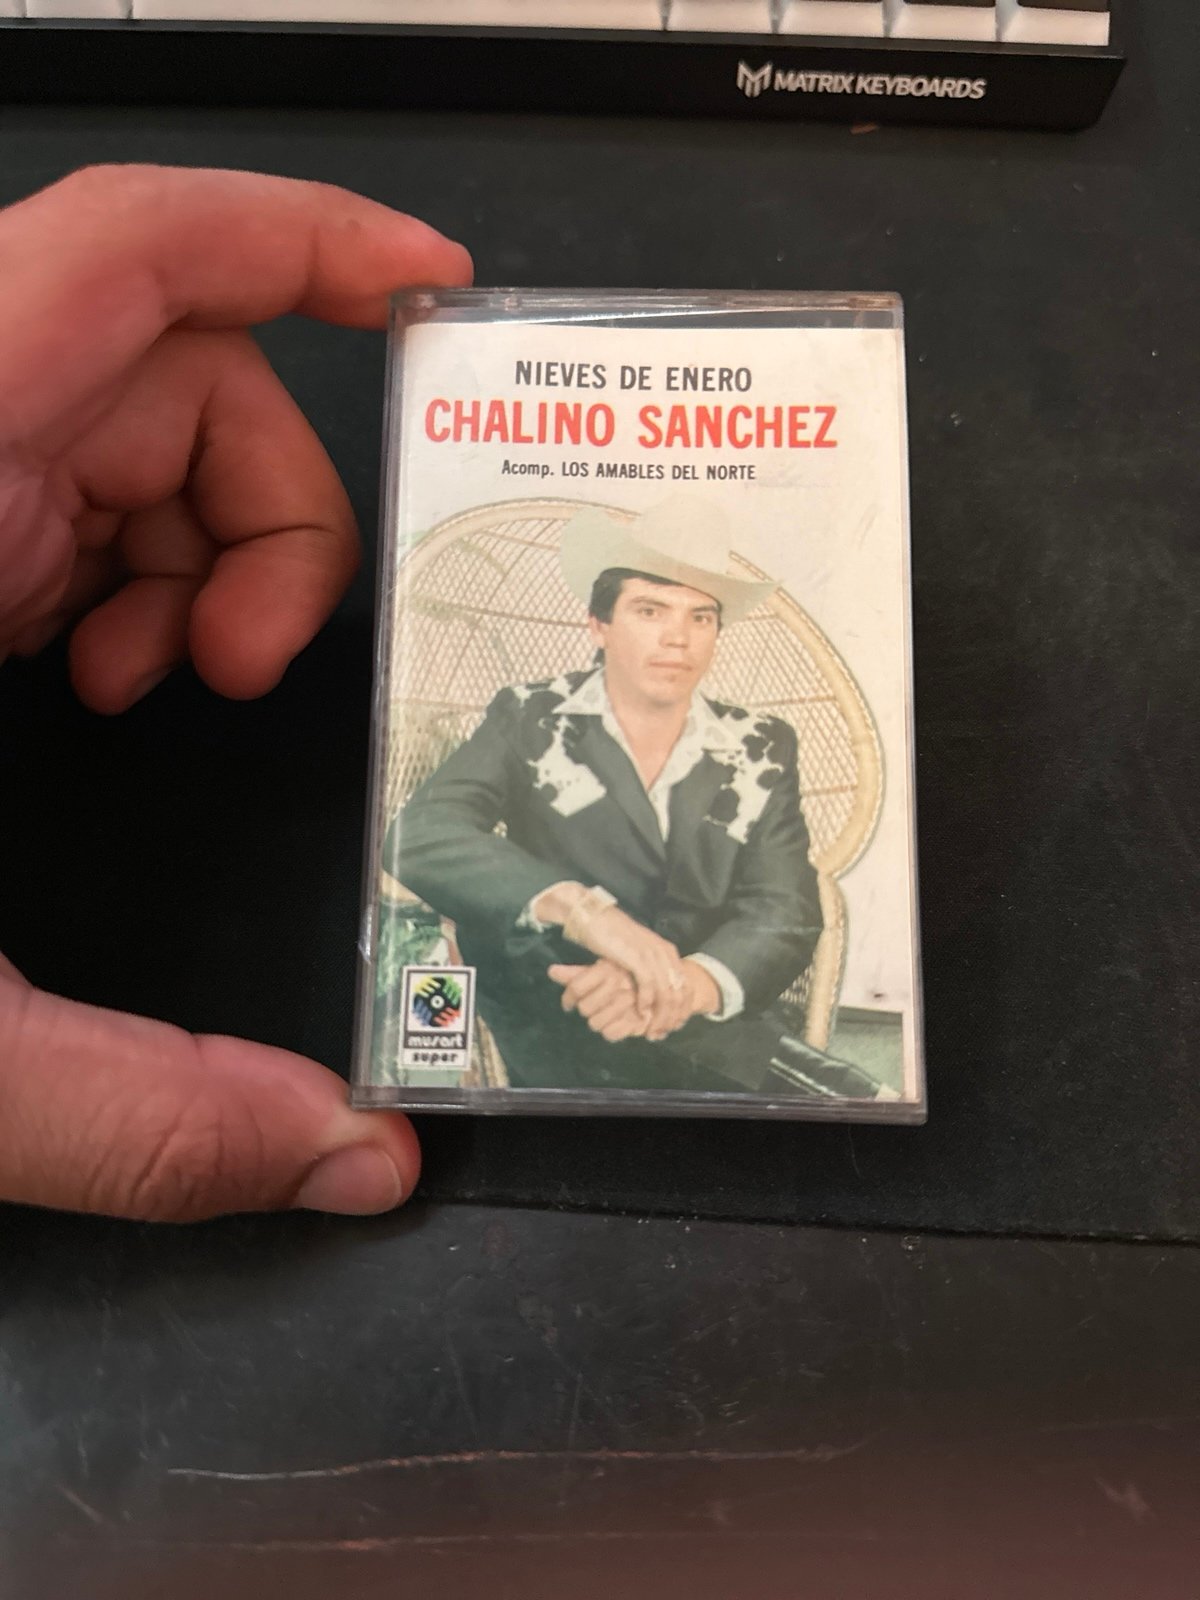 MATRIX KEYBOARDS
NIEVES DE ENERO
CHALINO SANCHEZ
Acomp. LOS AMABLES DEL NORTE
musart
super